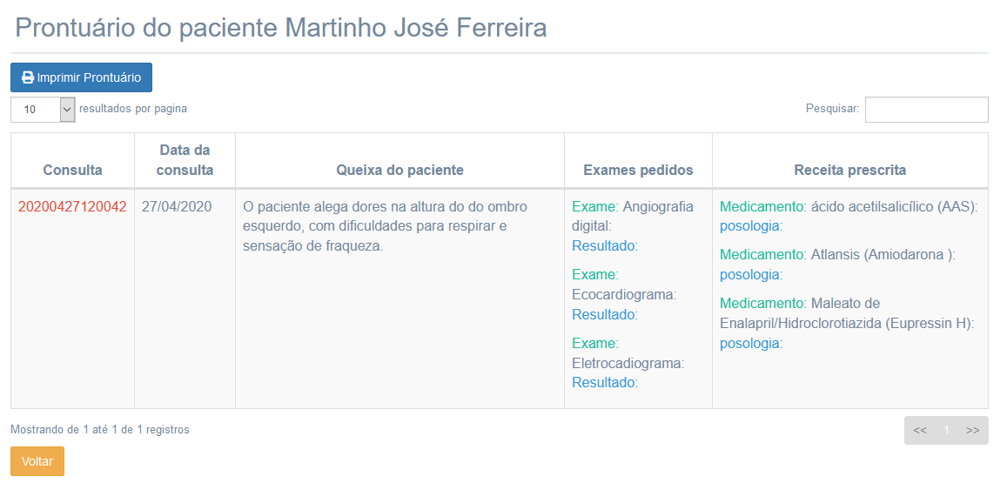 Prontuário do paciente Martinho José Ferreira
Imprimir Prontuário
10 resultados por pagina
Pesquisar:
Consulta
Data da
consulta
Queixa do paciente
Exames pedidos
Receita prescrita
20200427120042
27/04/2020
O paciente alega dores na altura do do ombro
esquerdo, com dificuldades para respirar e
sensação de fraqueza.
Exame: Angiografia
digital:
Resultado:
Exame:
Ecocardiograma:
Resultado:
Exame:
Eletrocadiograma:
Resultado:
Medicamento: ácido acetilsalicílico (AAS):
posologia:
Medicamento: Atlansis (Amiodarona ):
posologia:
Medicamento: Maleato de
Enalapril/Hidroclorotiazida (Eupressin H):
posologia:
Mostrando de 1 até 1 de 1 registros
<< 1 >>
Voltar